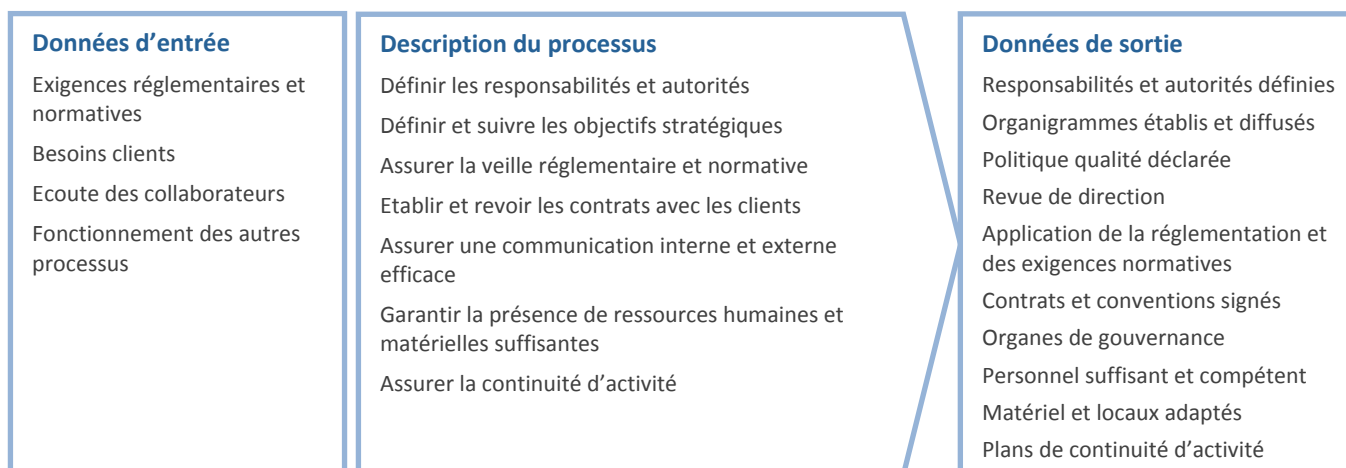 Données d’entrée
Exigences réglementaires et
normatives
Besoins clients
Ecoute des collaborateurs
Fonctionnement des autres
processus
Description du processus
Définir les responsabilités et autorités
Définir et suivre les objectifs stratégiques
Assurer la veille réglementaire et normative
Etablir et revoir les contrats avec les clients
Assurer une communication interne et externe
efficace
Garantir la présence de ressources humaines et
matérielles suffisantes
Assurer la continuité d’activité
Données de sortie
Responsabilités et autorités définies
Organigrammes établis et diffusés
Politique qualité déclarée
Revue de direction
Application de la réglementation et
des exigences normatives
Contrats et conventions signés
Organes de gouvernance
Personnel suffisant et compétent
Matériel et locaux adaptés
Plans de continuité d’activité